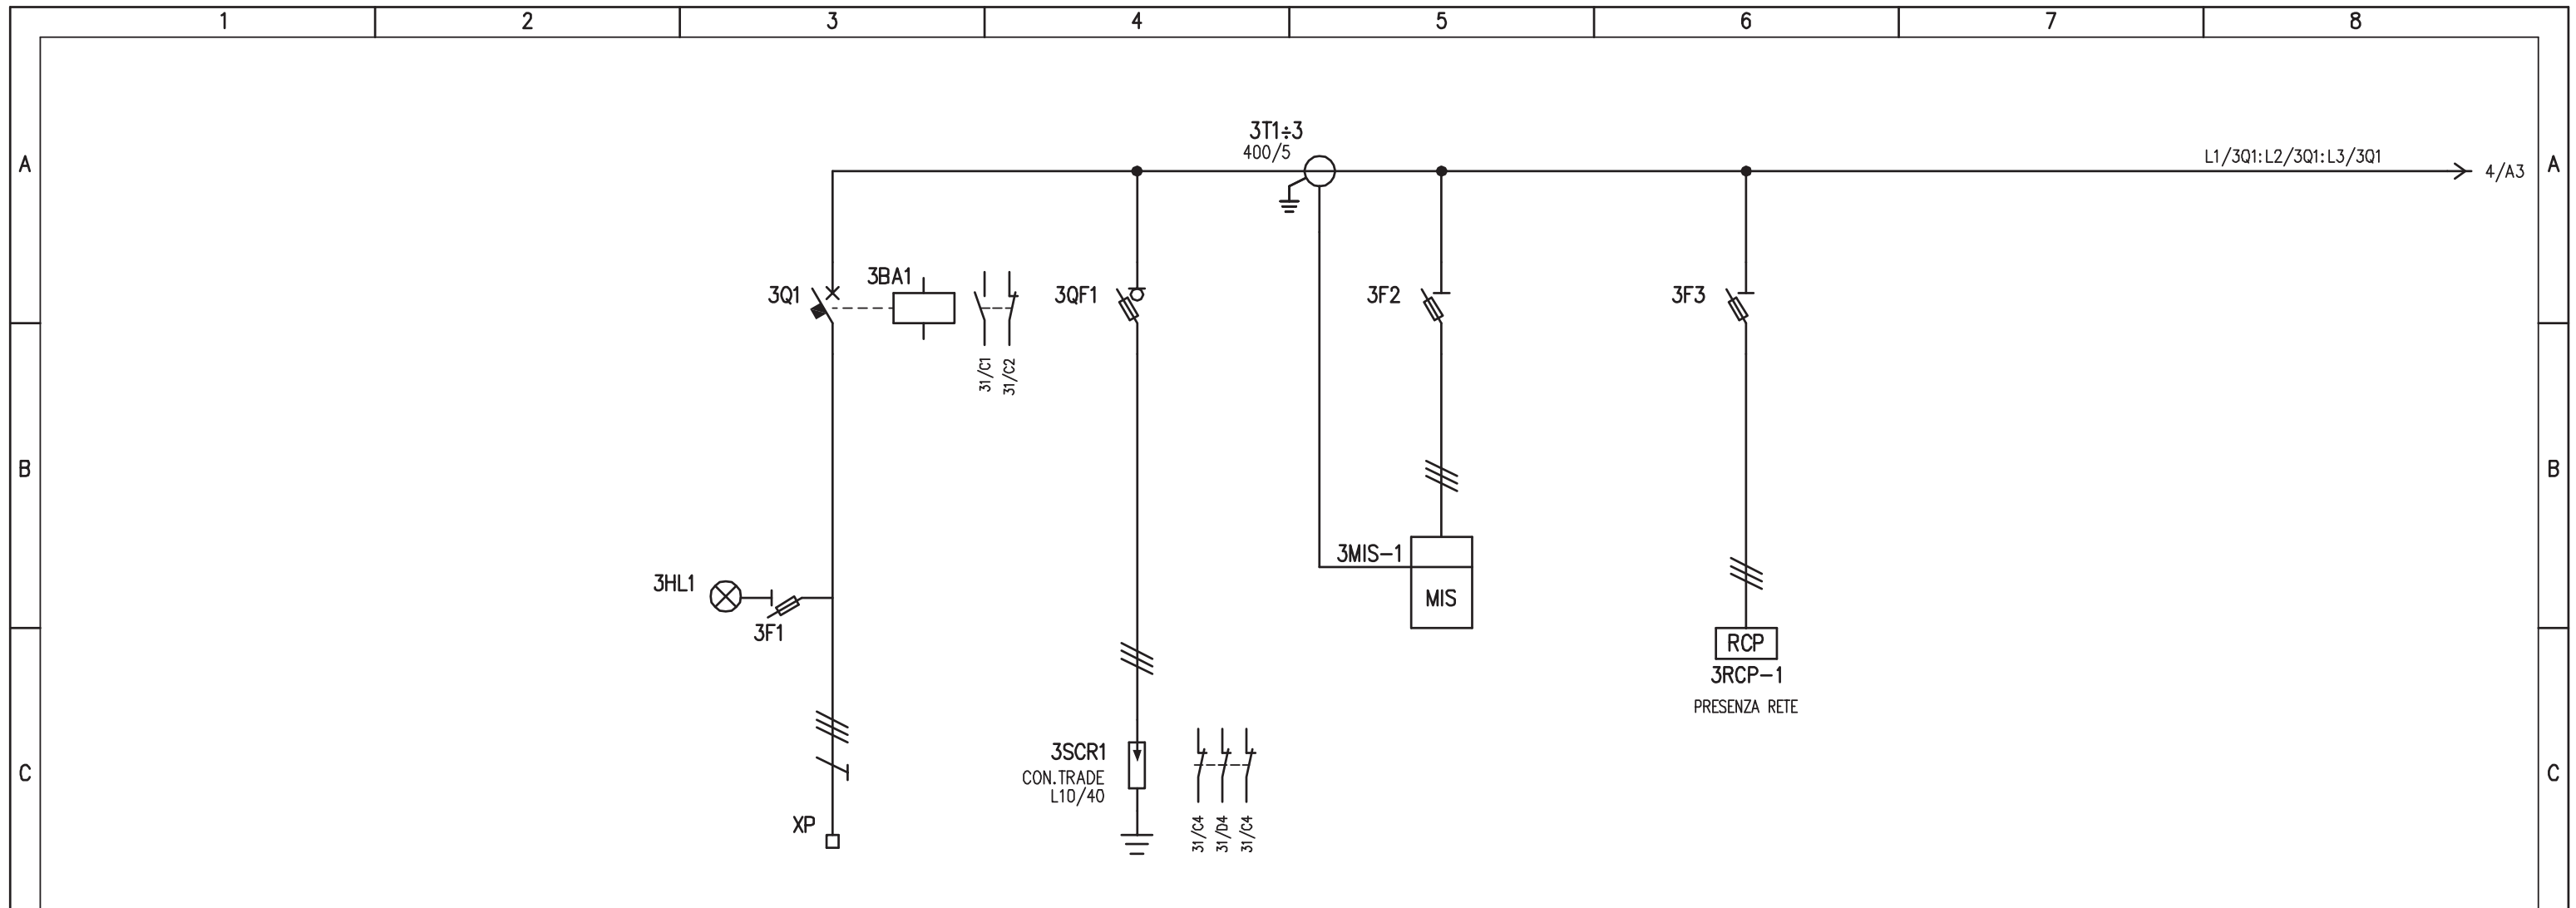 1 2 3 4 5 6 7 8
3T1÷3
400/5
A
L1/3Q1:L2/3Q1:L3/3Q1
4/A3
A
3Q1
3BA1
3QF1
3F2
3F3
31/C1
31/C2
B
B
3MIS-1
MIS
3HL1
3F1
RCP
3RCP-1
PRESENZA RETE
3SCR1
CON.TRADE
L10/40
C
C
XP
31/C4
31/D4
31/C4